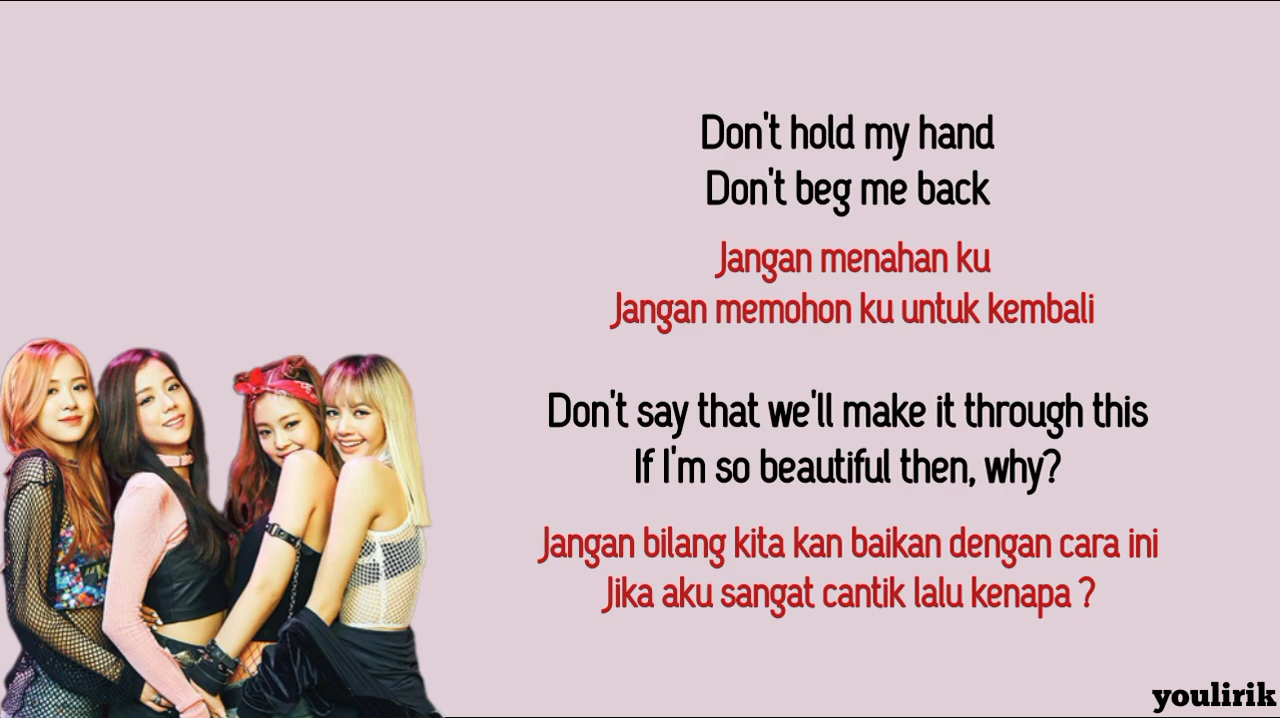 Don't hold my hand
Don't beg me back
Jangan menahan ku
Jangan memohon ku untuk kembali
Don't say that we'll make it through this
If I'm so beautiful then, why?
Jangan bilang kita kan baikan dengan cara ini
Jika aku sangat cantik lalu kenapa ?
youlirik